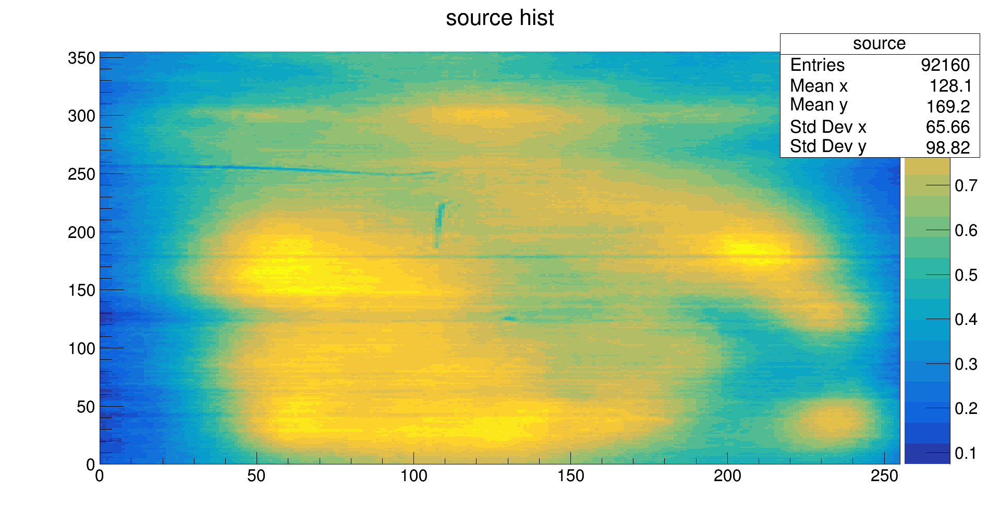 source hist
source
Entries 92160
Mean x 128.1
Mean y 169.2
Std Dev x 65.66
Std Dev y 98.82
350
300
250
200
150
100
50
0
0 50 100 150 200 250
0.7
0.6
0.5
0.4
0.3
0.2
0.1